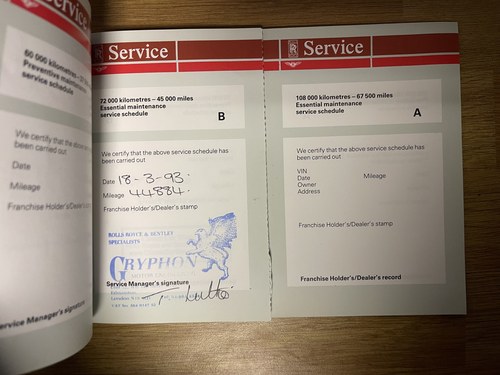 Service
60 000 kilometres
Preventive
service schedule
We certify that the
been carried out
Date
Mileage
Franchise Holder's/Dealer's
Service Manager's signature
Service
72 000 kilometres – 45 000 miles
Essential maintenance
service schedule
B
We certify that the above service schedule has
been carried out
Date 18-3-93.
Mileage 44884.
Franchise Holder's/Dealer's stamp
ROLLS-ROYCE & BENTLEY
SPECIALISTS
GRYPHON
Service Manager's signature
Service
108 000 kilometres – 67 500 miles
Essential maintenance
service schedule
A
We certify that the above service schedule has
been carried out
VIN
Date Mileage
Owner
Address
Franchise Holder's/Dealer's stamp
Franchise Holder's/Dealer's record